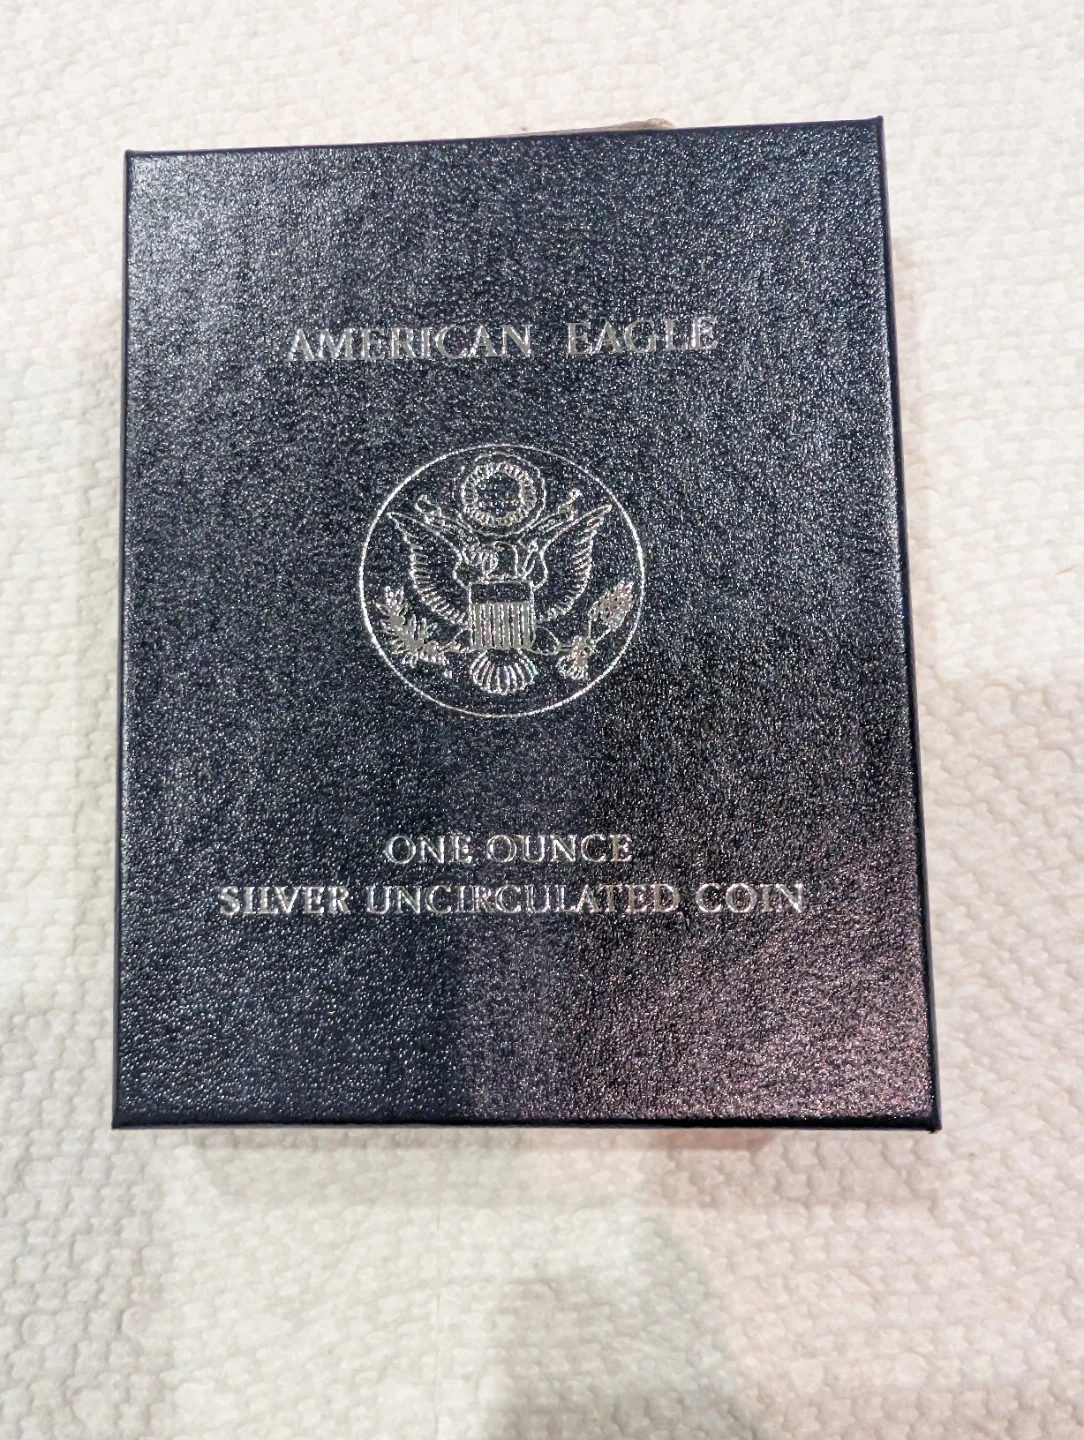 AMERICAN EAGLE
ONE OUNCE
SILVER UNCIRCULATED COIN